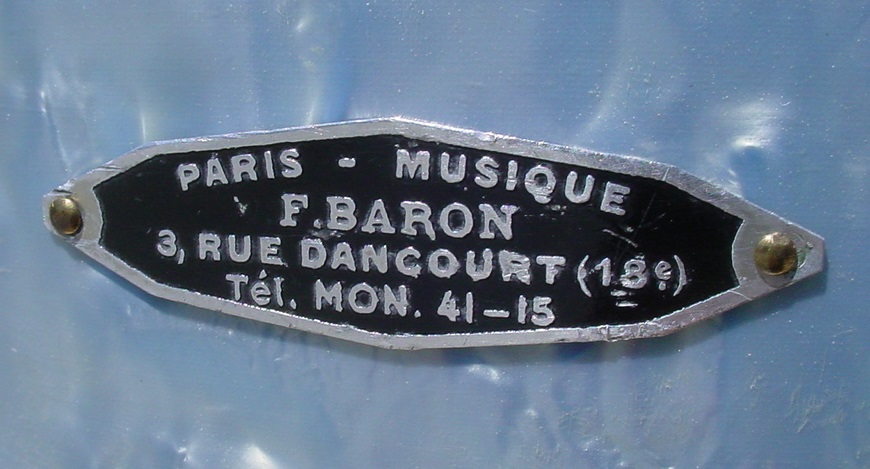 PARIS - MUSIQUE
F. BARON
3, RUE DANCOURT (18e)
Tél. MON. 41-15